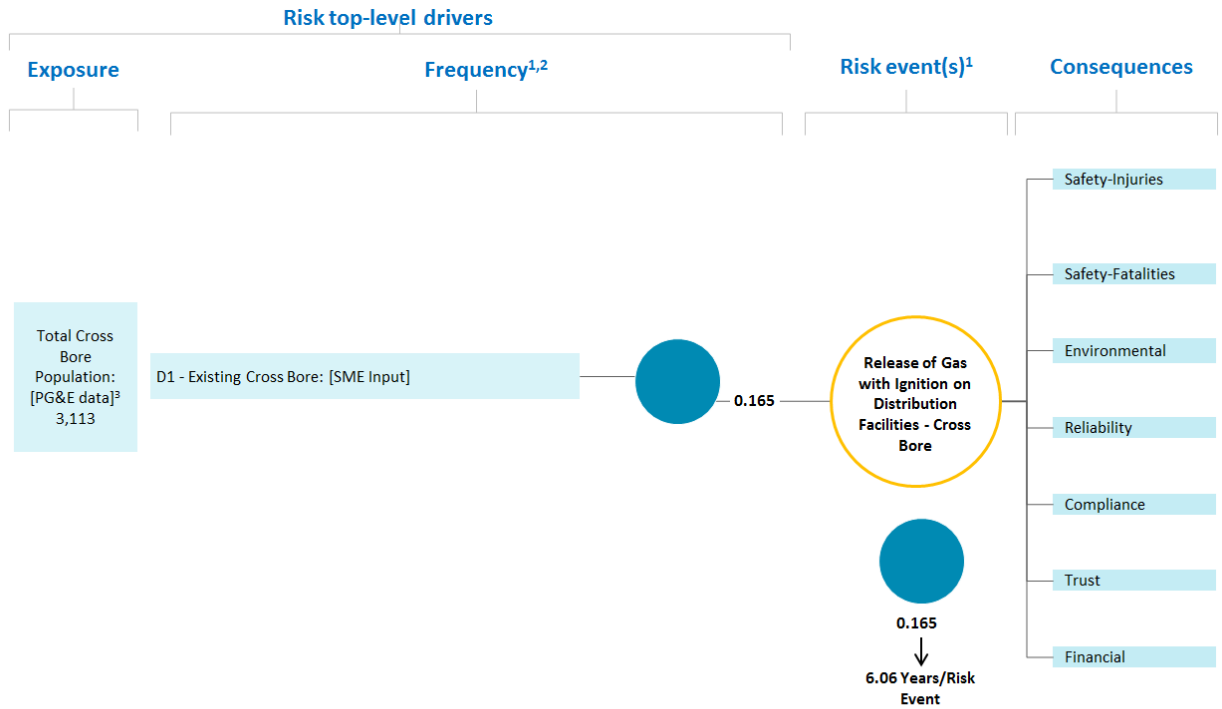 Risk top-level drivers
Exposure
Frequency1,2
Risk event(s)1
Consequences
Total Cross
Bore
Population:
[PG&E data]3
3,113
D1 - Existing Cross Bore: [SME Input]
0.165
Release of Gas
with Ignition on
Distribution
Facilities - Cross
Bore
0.165
6.06 Years/Risk
Event
Safety-Injuries
Safety-Fatalities
Environmental
Reliability
Compliance
Trust
Financial